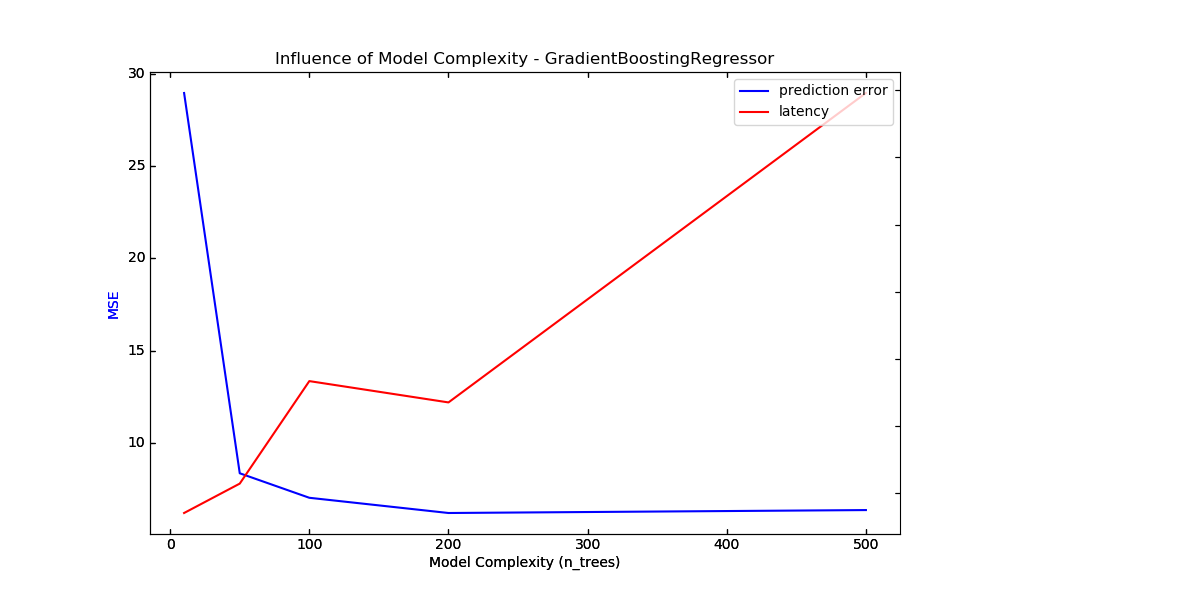 Influence of Model Complexity - GradientBoostingRegressor
prediction error
latency
30
25
20
15
10
MSE
0 100 200 300 400 500
Model Complexity (n_trees)